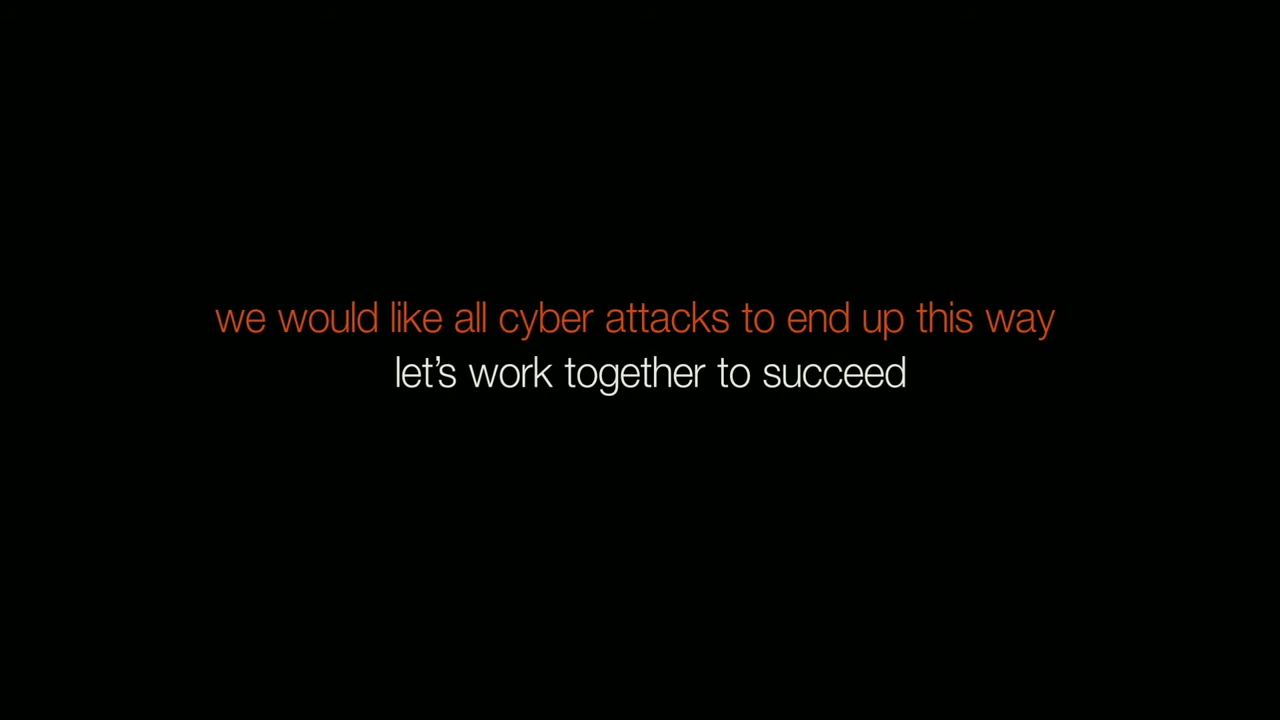 we would like all cyber attacks to end up this way
let’s work together to succeed